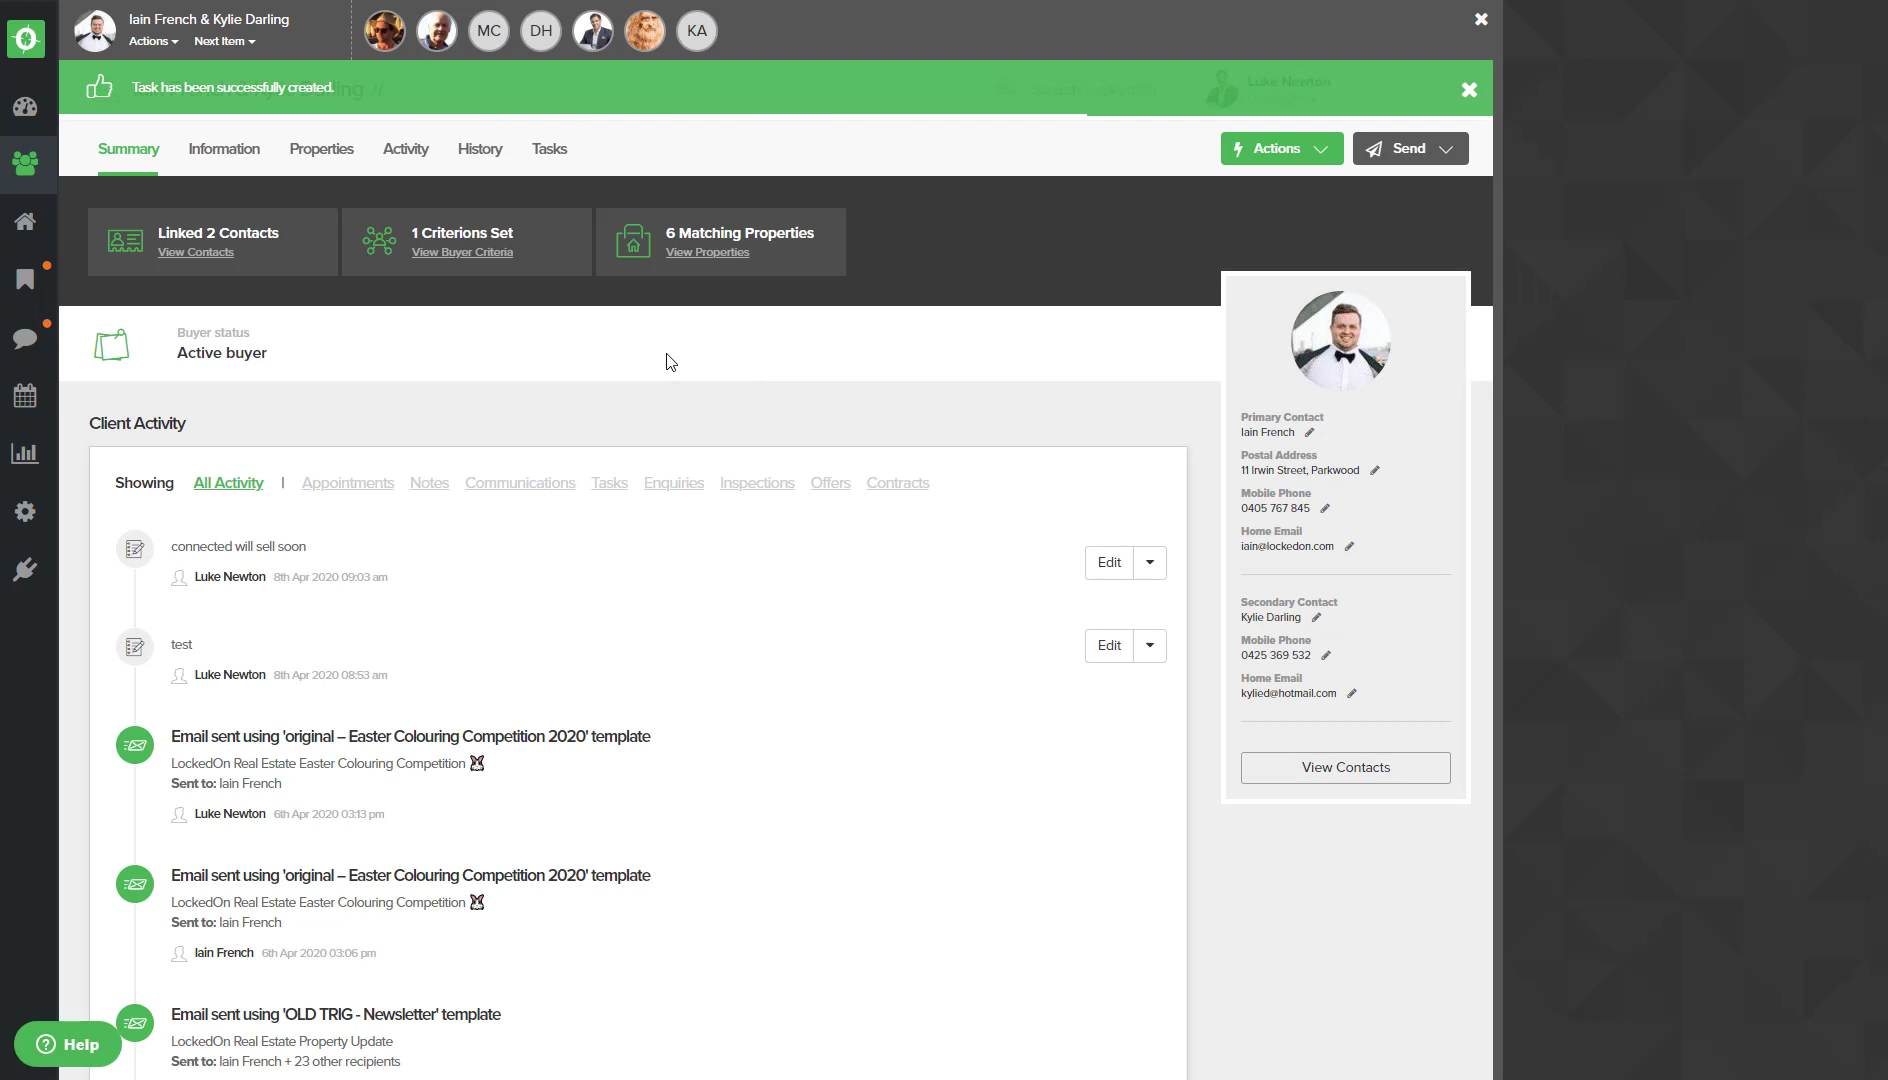 Iain French & Kylie Darling
Actions
Next Item
MC
DH
KA
Task has been successfully created.
Luke Newton
Summary
Information
Properties
Activity
History
Tasks
Actions
Send
Linked 2 Contacts
View Contacts
1 Criterions Set
View Buyer Criteria
6 Matching Properties
View Properties
Buyer status
Active buyer
Client Activity
Showing All Activity | Appointments Notes Communications Tasks Enquiries Inspections Offers Contracts
connected will sell soon
Luke Newton 8th Apr 2020 09:03 am
Edit
test
Luke Newton 8th Apr 2020 08:53 am
Edit
Email sent using 'original – Easter Colouring Competition 2020' template
LockedOn Real Estate Easter Colouring Competition
Sent to: Iain French
Luke Newton 6th Apr 2020 03:13 pm
Email sent using 'original – Easter Colouring Competition 2020' template
LockedOn Real Estate Easter Colouring Competition
Sent to: Iain French
Iain French 6th Apr 2020 03:06 pm
Email sent using 'OLD TRIG - Newsletter' template
LockedOn Real Estate Property Update
Sent to: Iain French + 23 other recipients
Primary Contact
Iain French
Postal Address
11 Irwin Street, Parkwood
Mobile Phone
0405 767 845
Home Email
iain@lockedon.com
Secondary Contact
Kylie Darling
Mobile Phone
0425 369 532
Home Email
kylied@hotmail.com
View Contacts
Help